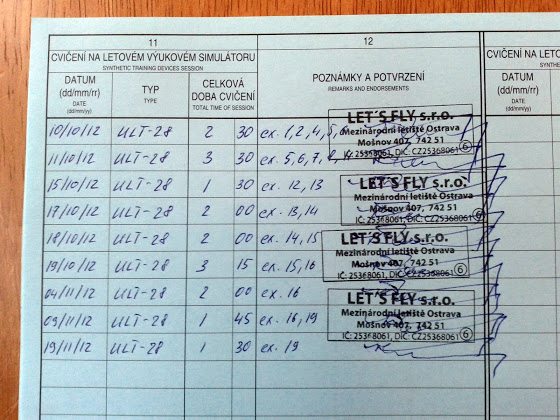 11 12
CVIČENÍ NA LETOVÉM VÝUKOVÉM SIMULÁTORU CVIČENÍ NA LETO
SYNTHETIC TRAINING DEVICES SESSION SYNTHE
DATUM TYP CELKOVÁ POZNÁMKY A POTVRZENÍ DATUM
(dd/mm/rr) TYPE DOBA CVIČENÍ REMARKS AND ENDORSEMENTS (dd/mm/rr)
DATE TOTAL TIME OF SESSION DATE
(dd/mm/yy) (dd/mm/yy)
10/10/12 ULT-28 2 30 ex. 1, 2, 4, 5,
LET'S FLY s.r.o.
Mezinárodní letiště Ostrava
Mošnov 407, 742 51
IČ: 25368061, DIČ: CZ25368061 6
11/10/12 ULT-28 3 30 ex. 5, 6, 7, 8,
15/10/12 ULT-28 1 30 ex. 12, 13
LET'S FLY s.r.o.
Mezinárodní letiště Ostrava
Mošnov 407, 742 51
IČ: 25368061, DIČ: CZ25368061 6
17/10/12 ULT-28 2 00 ex. 13, 14
18/10/12 ULT-28 2 00 ex. 14, 15
LET'S FLY s.r.o.
Mezinárodní letiště Ostrava
Mošnov 407, 742 51
IČ: 25368061, DIČ: CZ25368061 6
19/10/12 ULT-28 3 15 ex. 15, 16
04/11/12 ULT-28 2 00 ex. 16
LET'S FLY s.r.o.
Mezinárodní letiště Ostrava
Mošnov 407, 742 51
IČ: 25368061, DIČ: CZ25368061 6
09/11/12 ULT-28 1 45 ex. 16, 19
19/11/12 ULT-28 1 30 ex. 19